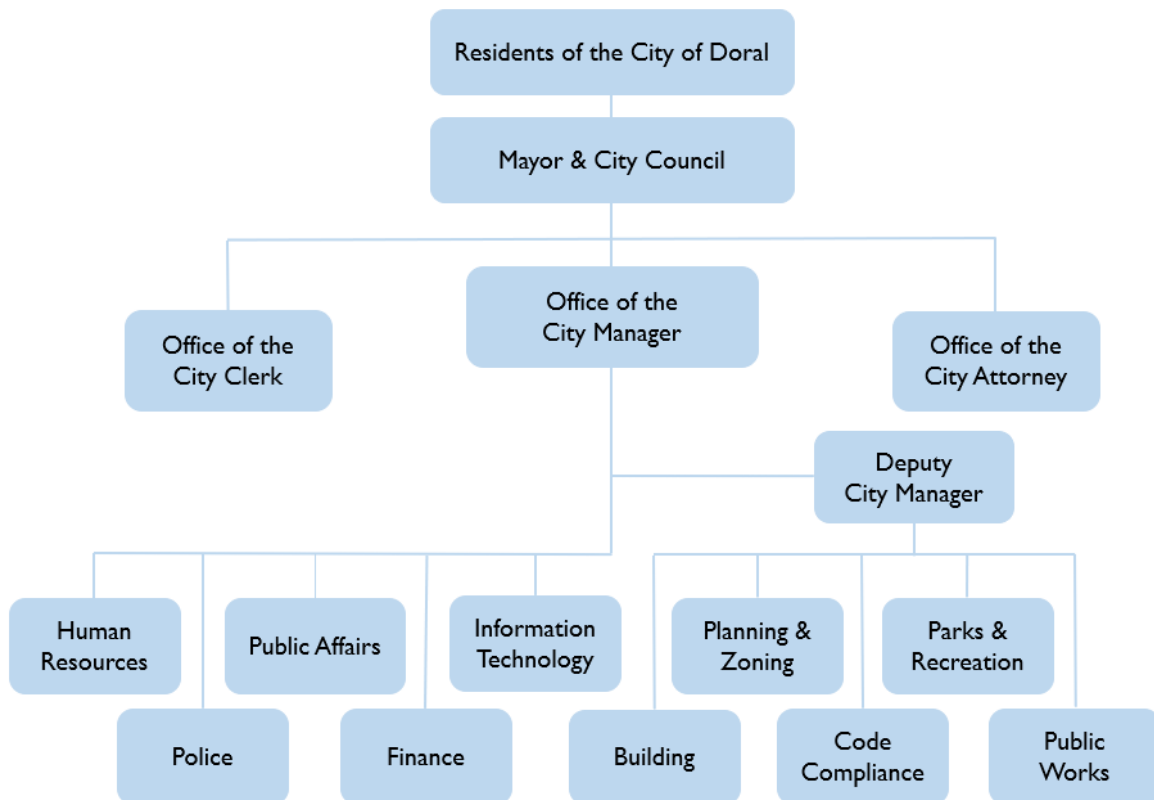 Residents of the City of Doral
Mayor & City Council
Office of the
City Clerk
Office of the
City Manager
Office of the
City Attorney
Deputy
City Manager
Human
Resources
Public Affairs
Information
Technology
Planning &
Zoning
Parks &
Recreation
Police
Finance
Building
Code
Compliance
Public
Works